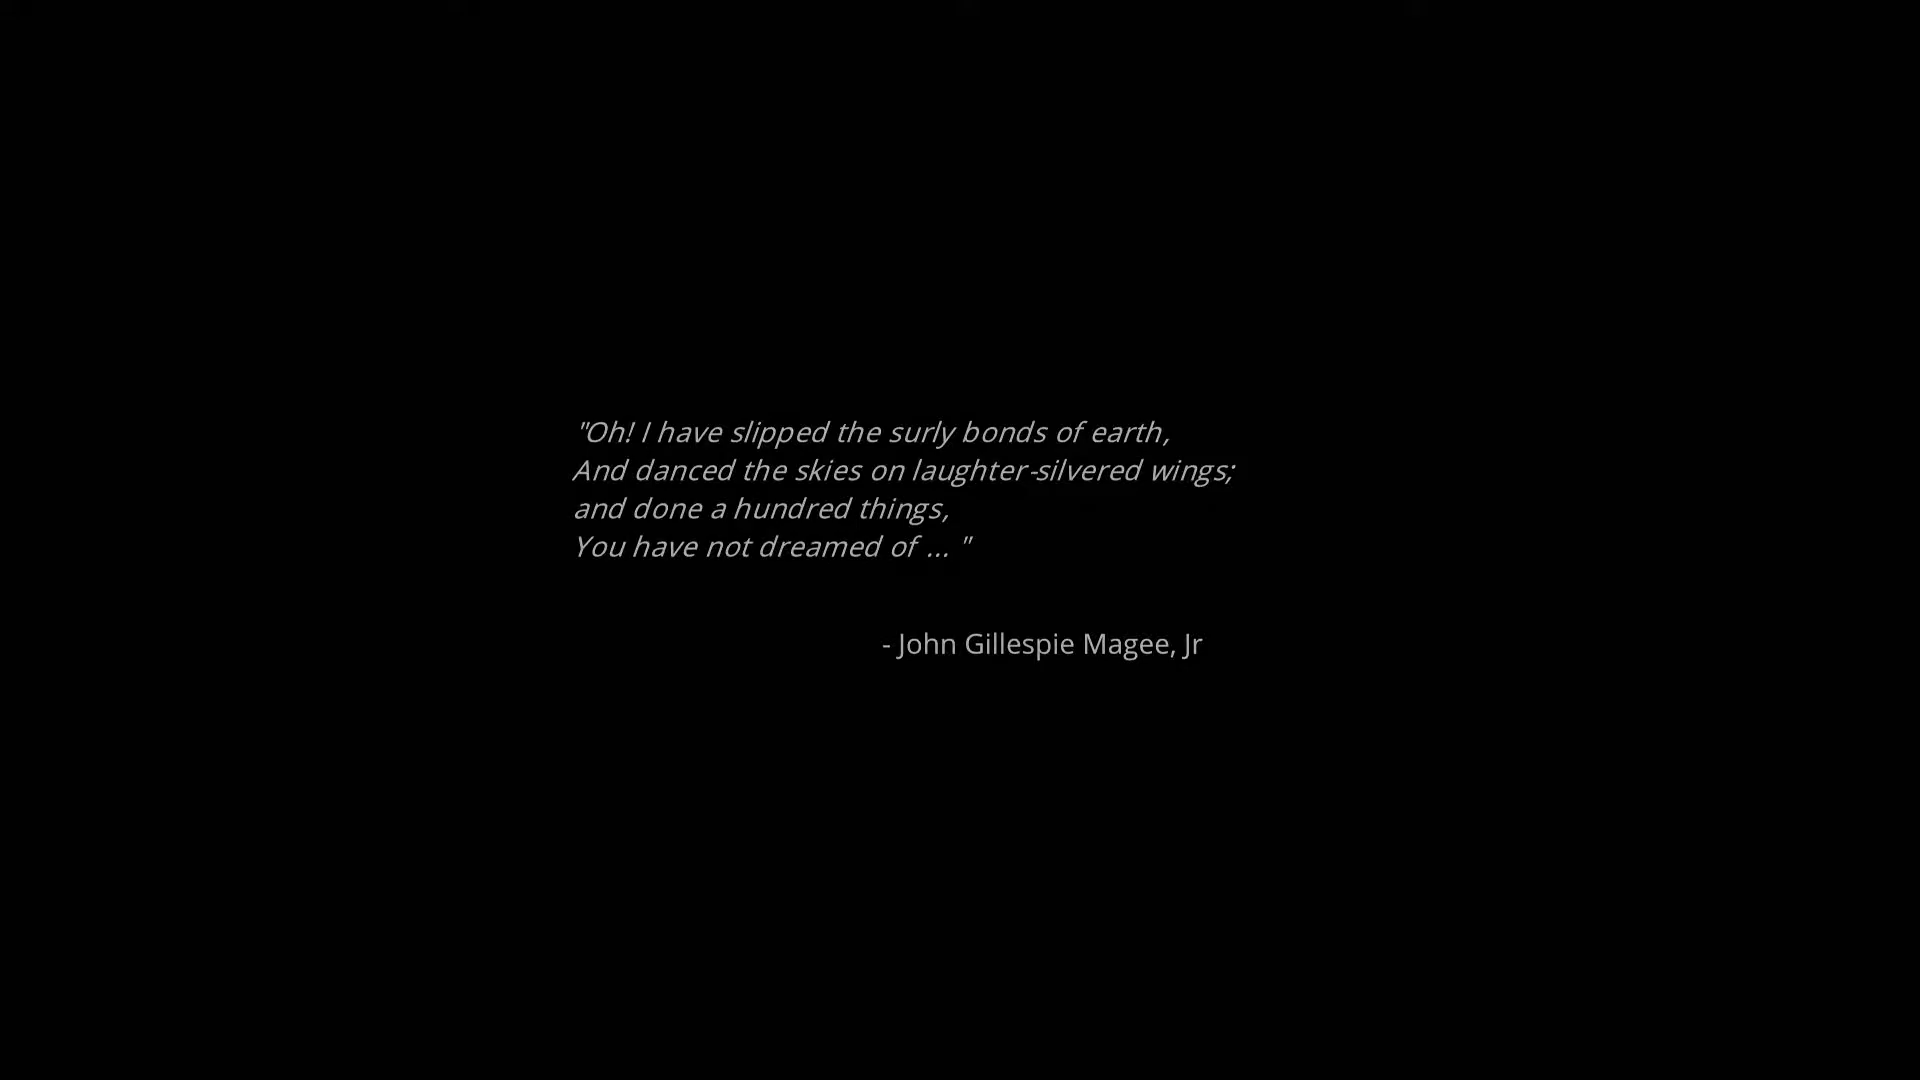 "Oh! I have slipped the surly bonds of earth,
And danced the skies on laughter-silvered wings;
and done a hundred things,
You have not dreamed of ... "
- John Gillespie Magee, Jr